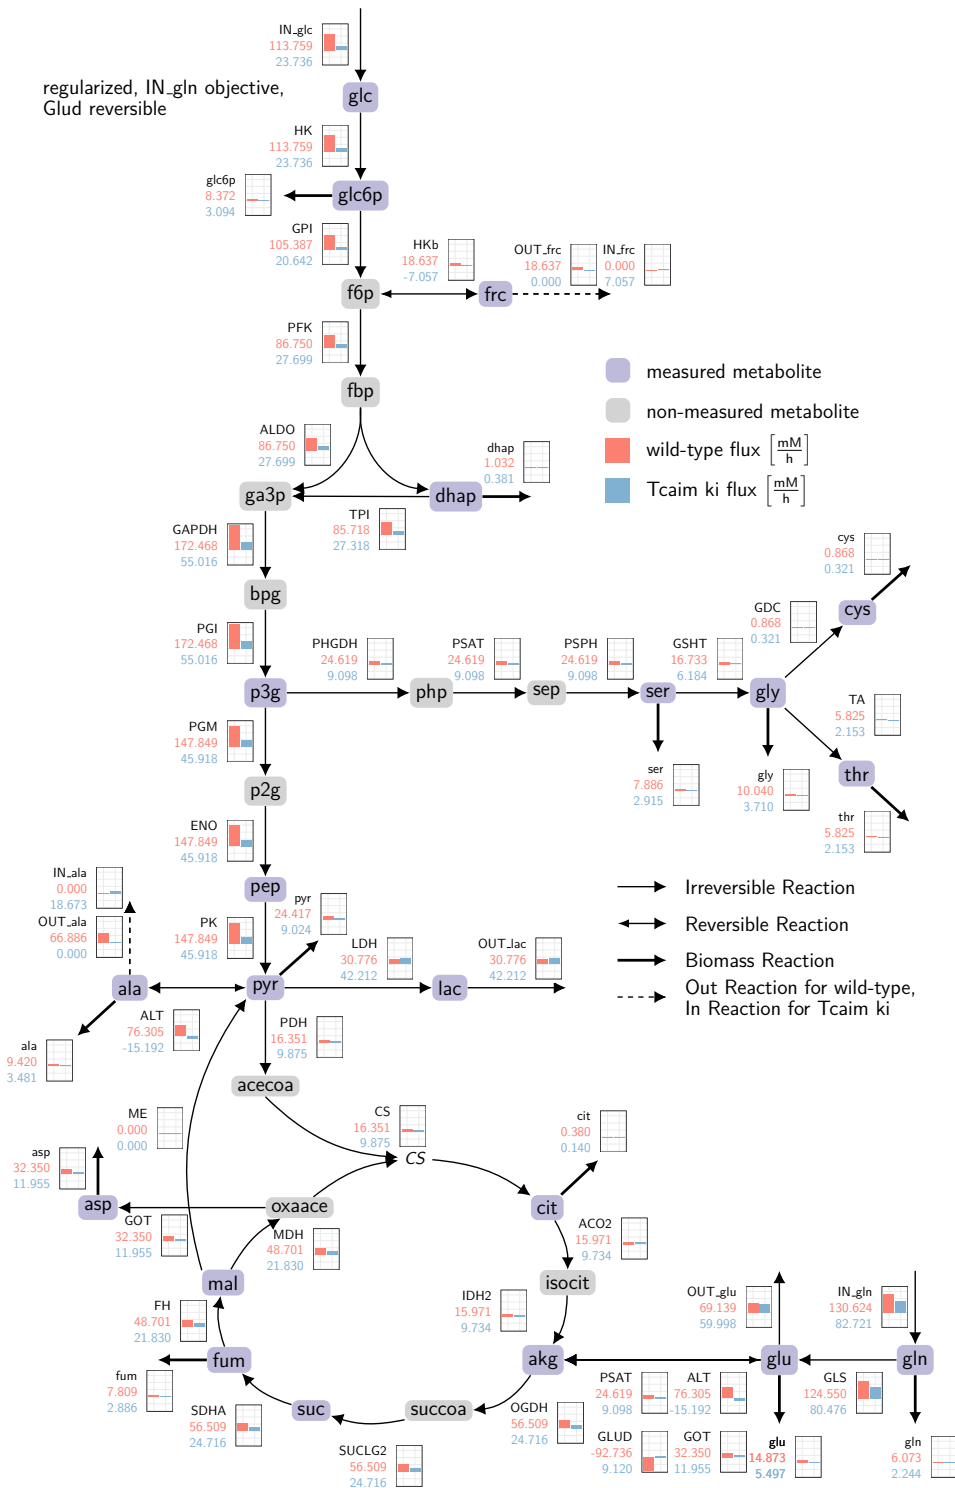 IN_glc
113.759
23.736
regularized, IN_gln objective,
Glud reversible
glc
HK
113.759
23.736
glc6p
8.372
3.094
glc6p
GPI
105.387
20.642
HKb
18.637
-7.057
OUT_frc
18.637
0.000
IN_frc
0.000
7.057
f6p
frc
PFK
86.750
27.699
measured metabolite
fbp
non-measured metabolite
ALDO
86.750
27.699
dhap
1.032
0.381
wild-type flux [mM/h]
Tcaim ki flux [mM/h]
ga3p
dhap
TPI
85.718
27.318
GAPDH
172.468
55.016
cys
0.868
0.321
bpg
GDC
0.868
0.321
cys
PGI
172.468
55.016
PHGDH
24.619
9.098
PSAT
24.619
9.098
PSPH
24.619
9.098
GSHT
16.733
6.184
p3g
php
sep
ser
gly
TA
5.825
2.153
PGM
147.849
45.918
ser
7.886
2.915
gly
10.040
3.710
thr
p2g
thr
5.825
2.153
ENO
147.849
45.918
IN_ala
0.000
18.673
pep
Irreversible Reaction
OUT_ala
66.886
0.000
PK
147.849
45.918
pyr
24.417
9.024
LDH
30.776
42.212
OUT_lac
30.776
42.212
Reversible Reaction
Biomass Reaction
ala
pyr
lac
Out Reaction for wild-type,
In Reaction for Tcaim ki
ALT
76.305
-15.192
PDH
16.351
9.875
ala
9.420
3.481
acecoa
ME
0.000
0.000
CS
16.351
9.875
cit
0.380
0.140
asp
32.350
11.955
CS
asp
oxaace
cit
GOT
32.350
11.955
MDH
48.701
21.830
ACO2
15.971
9.734
mal
isocit
FH
48.701
21.830
IDH2
15.971
9.734
OUT_glu
69.139
59.998
IN_gln
130.624
82.721
fum
akg
glu
gln
fum
7.809
2.886
PSAT
24.619
9.098
ALT
76.305
-15.192
GLS
124.550
80.476
SDHA
56.509
24.716
suc
succoa
OGDH
56.509
24.716
GLUD
-92.736
9.120
GOT
32.350
11.955
glu
14.873
5.497
gln
6.073
2.244
SUCLG2
56.509
24.716